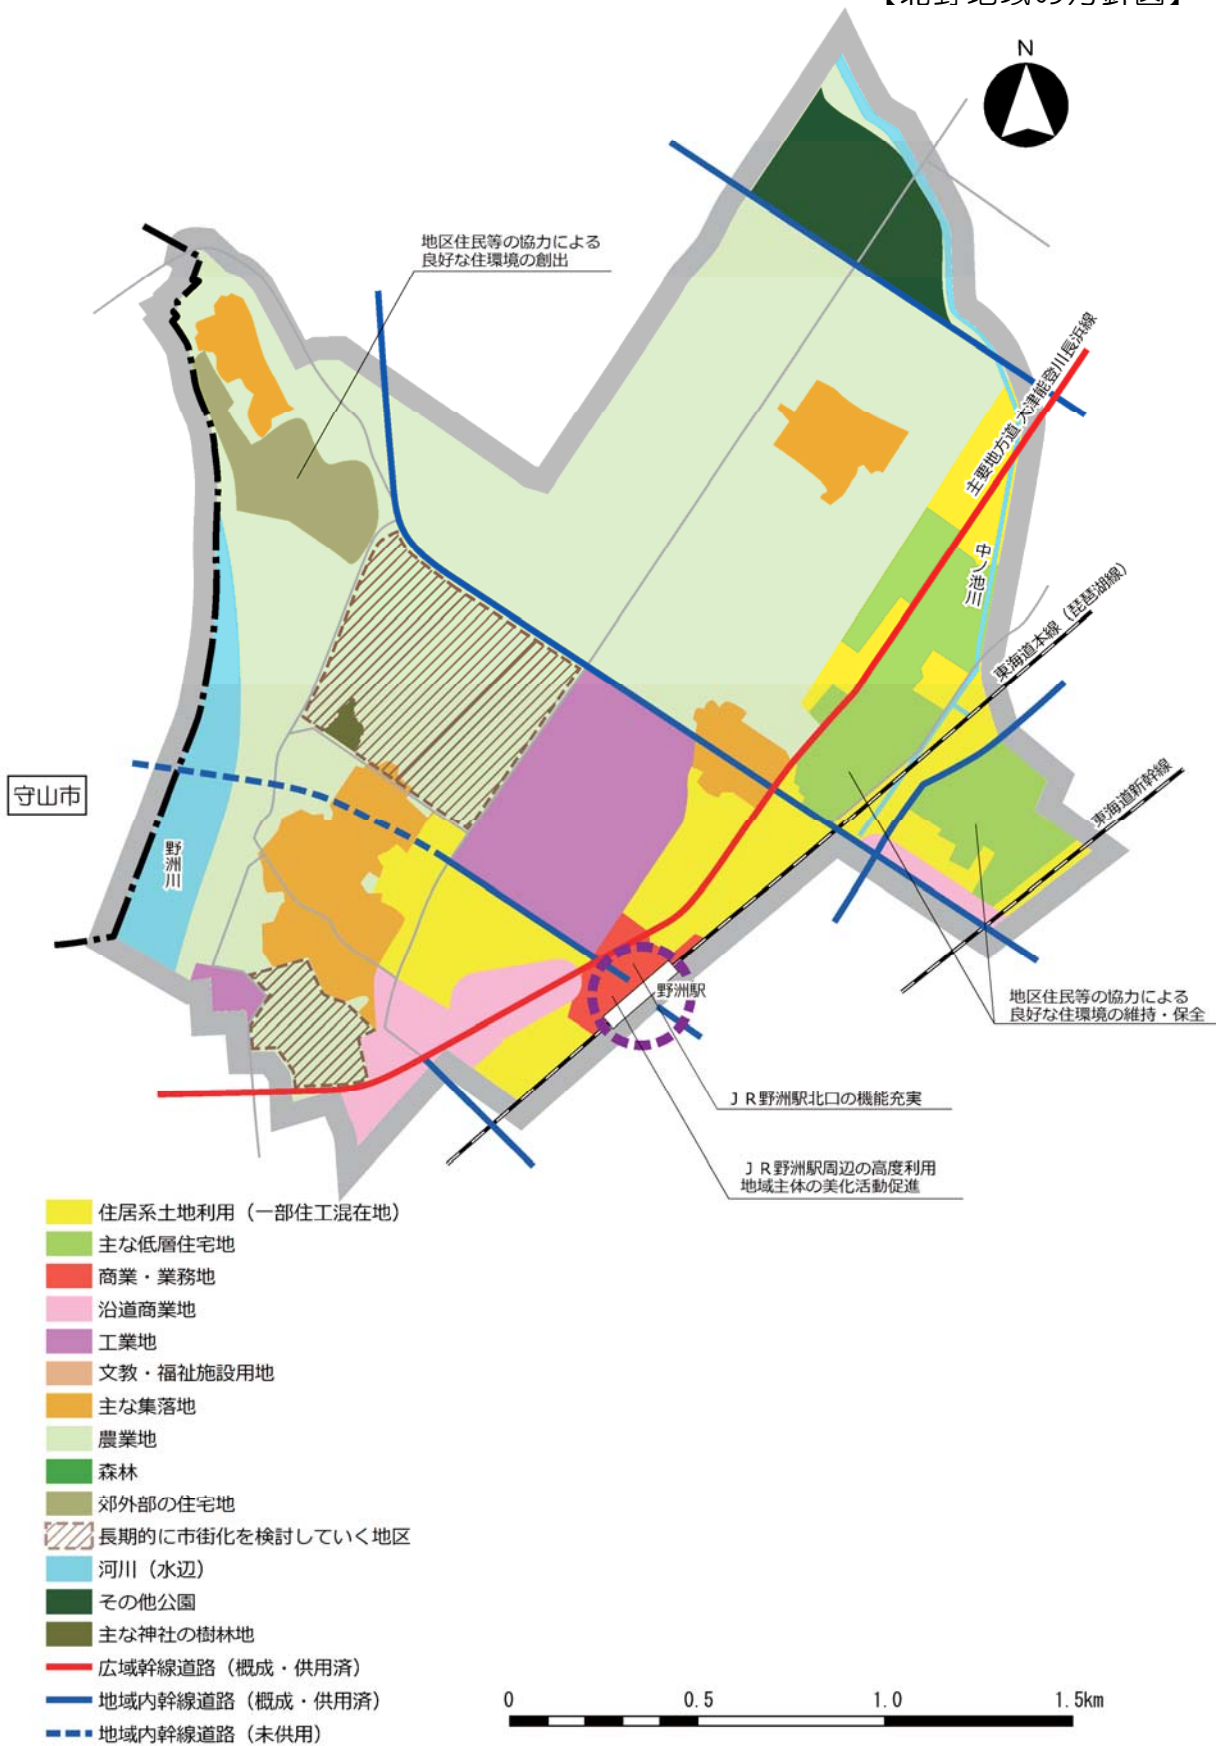 【北野地域の方針図】
N
地区住民等の協力による
良好な住環境の創出
主要地方道 大津能登川長浜線
中ノ池川
東海道本線（琵琶湖線）
東海道新幹線
守山市
野洲川
野洲駅
地区住民等の協力による
良好な住環境の維持・保全
ＪＲ野洲駅北口の機能充実
ＪＲ野洲駅周辺の高度利用
地域主体の美化活動促進
住居系土地利用（一部住工混在地）
主な低層住宅地
商業・業務地
沿道商業地
工業地
文教・福祉施設用地
主な集落地
農業地
森林
郊外部の住宅地
長期的に市街化を検討していく地区
河川（水辺）
その他公園
主な神社の樹林地
広域幹線道路（概成・供用済）
地域内幹線道路（概成・供用済）
地域内幹線道路（未供用）
0 0.5 1.0 1.5km